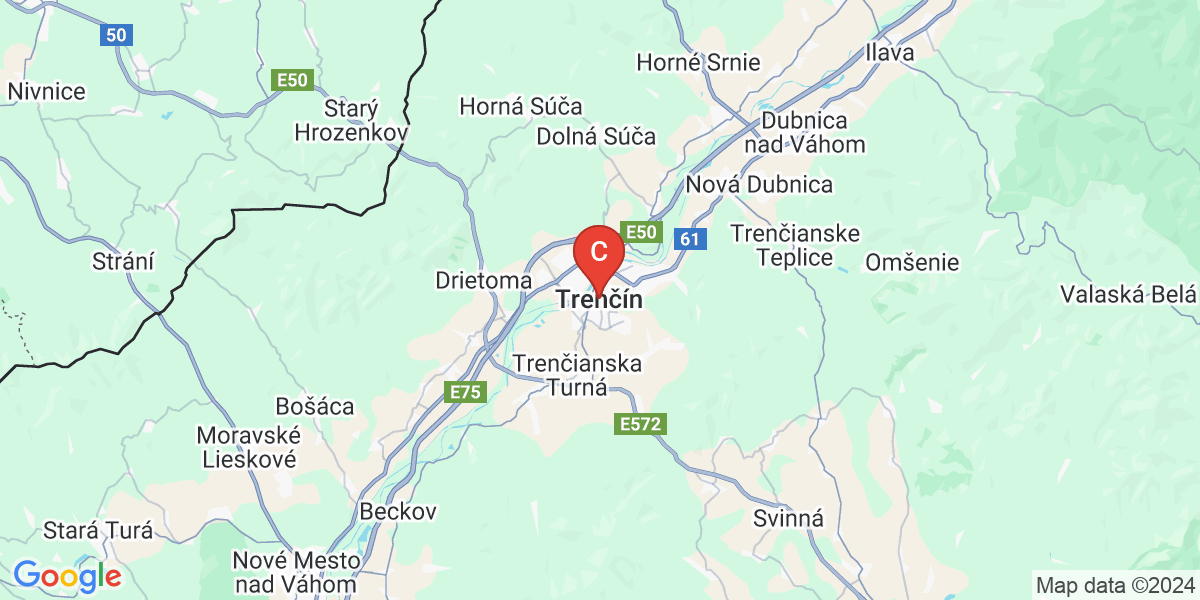 50
Ilava
Horné Srnie
E50
Nivnice
Starý
Hrozenkov
Horná Súča
Dolná Súča
Dubnica
nad Váhom
Nová Dubnica
E50
61
Trenčianske
Teplice
C
Strání
Omšenie
Drietoma
Trenčín
Valaská Belá
Trenčianska
Turná
E75
Bošáca
E572
Moravské
Lieskové
Beckov
Svinná
Stará Turá
Nové Mesto
nad Váhom
Google
Map data ©2024